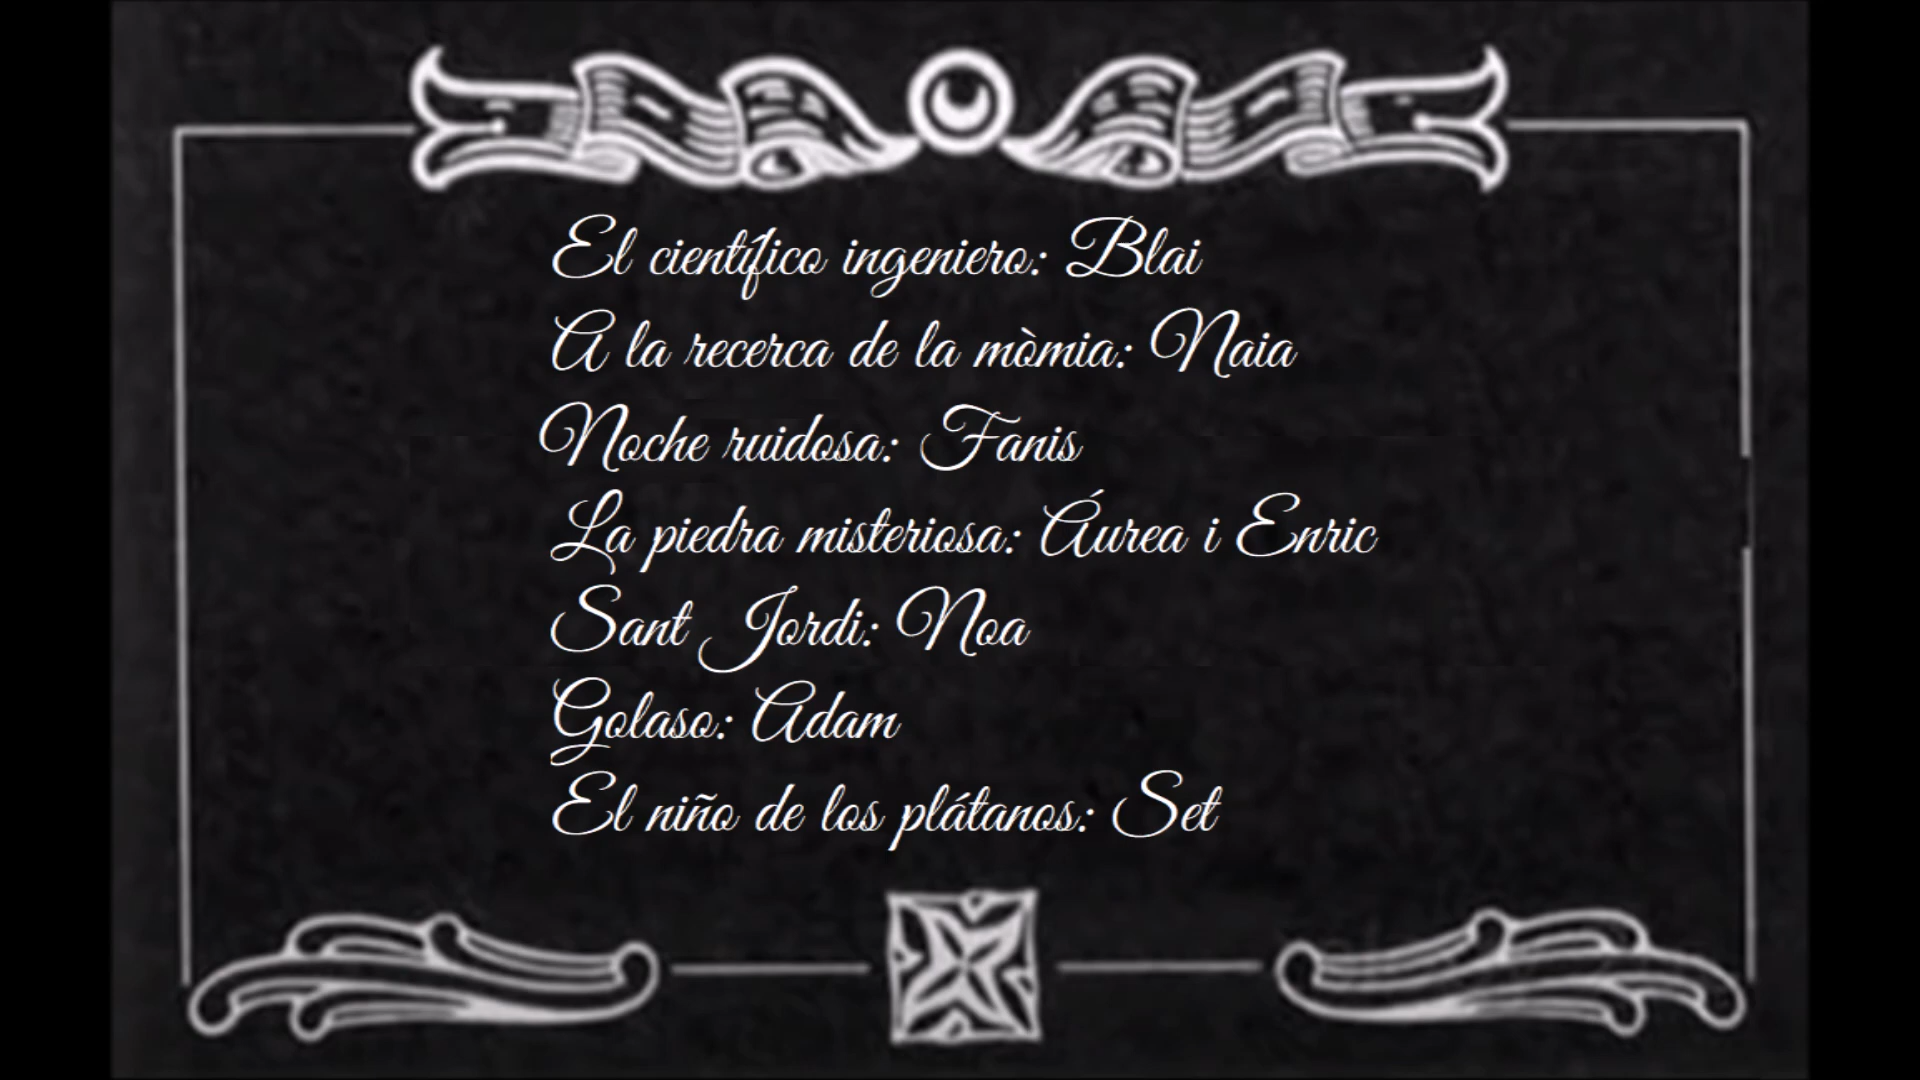 El científico ingeniero: Blai
A la recerca de la mòmia: Naia
Noche ruidosa: Fanis
La piedra misteriosa: Áurea i Enric
Sant Jordi: Noa
Golaso: Adam
El niño de los plátanos: Set